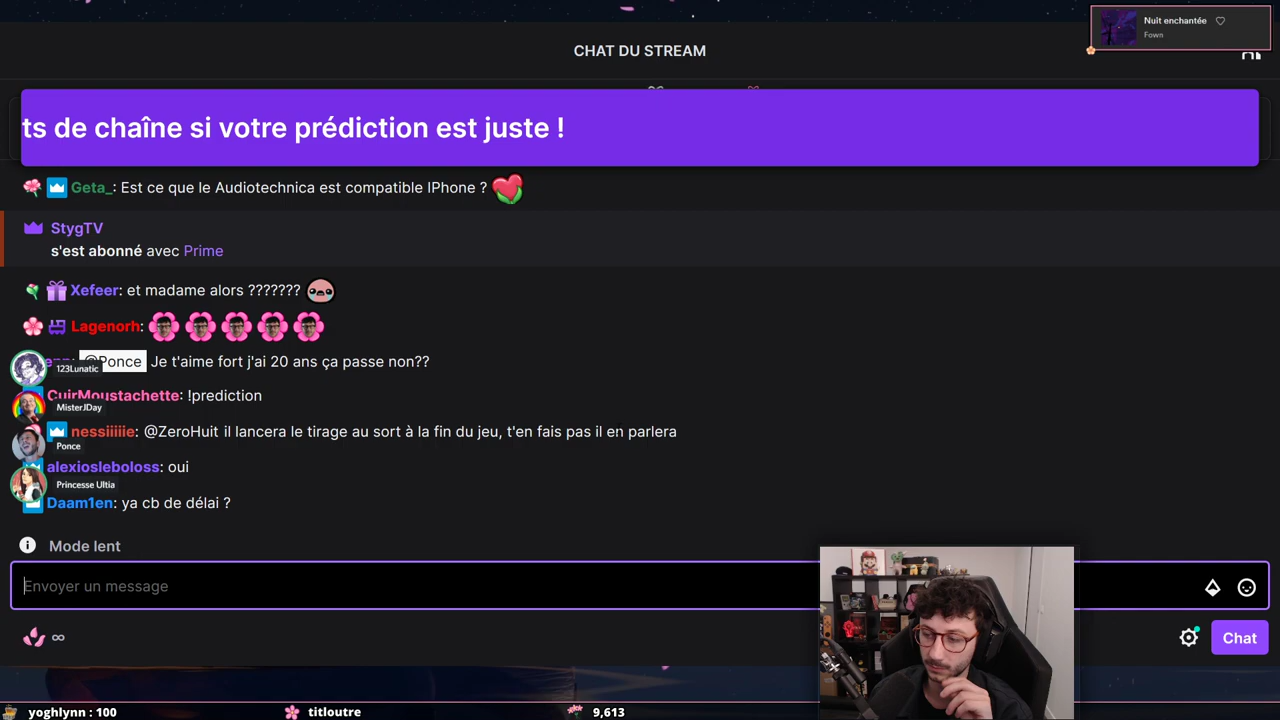 Nuit enchantée
Fown
CHAT DU STREAM
ts de chaîne si votre prédiction est juste !
Geta_: Est ce que le Audiotechnica est compatible IPhone ?
StygTV
s'est abonné avec Prime
Xefeer: et madame alors ???????
Lagenorh:
@Ponce Je t'aime fort j'ai 20 ans ça passe non??
123Lunatic
CuirMoustachette: !prediction
MisterJDay
nessiiiiie: @ZeroHuit il lancera le tirage au sort à la fin du jeu, t'en fais pas il en parlera
Ponce
alexiosleboloss: oui
Princesse Ultia
Daam1en: ya cb de délai ?
Mode lent
Envoyer un message
∞
Chat
yoghlynn : 100
titloutre
9,613